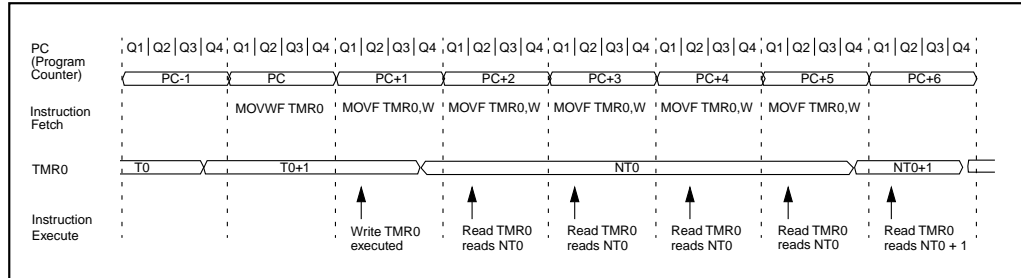 PC (Program Counter)
Q1 Q2 Q3 Q4 Q1 Q2 Q3 Q4 Q1 Q2 Q3 Q4 Q1 Q2 Q3 Q4 Q1 Q2 Q3 Q4 Q1 Q2 Q3 Q4 Q1 Q2 Q3 Q4 Q1 Q2 Q3 Q4
PC-1 PC PC+1 PC+2 PC+3 PC+4 PC+5 PC+6
Instruction Fetch
MOVWF TMR0 MOVF TMR0,W MOVF TMR0,W MOVF TMR0,W MOVF TMR0,W MOVF TMR0,W
TMR0
T0 T0+1 NT0 NT0+1
Instruction Execute
Write TMR0 executed
Read TMR0 reads NT0
Read TMR0 reads NT0
Read TMR0 reads NT0
Read TMR0 reads NT0
Read TMR0 reads NT0 + 1